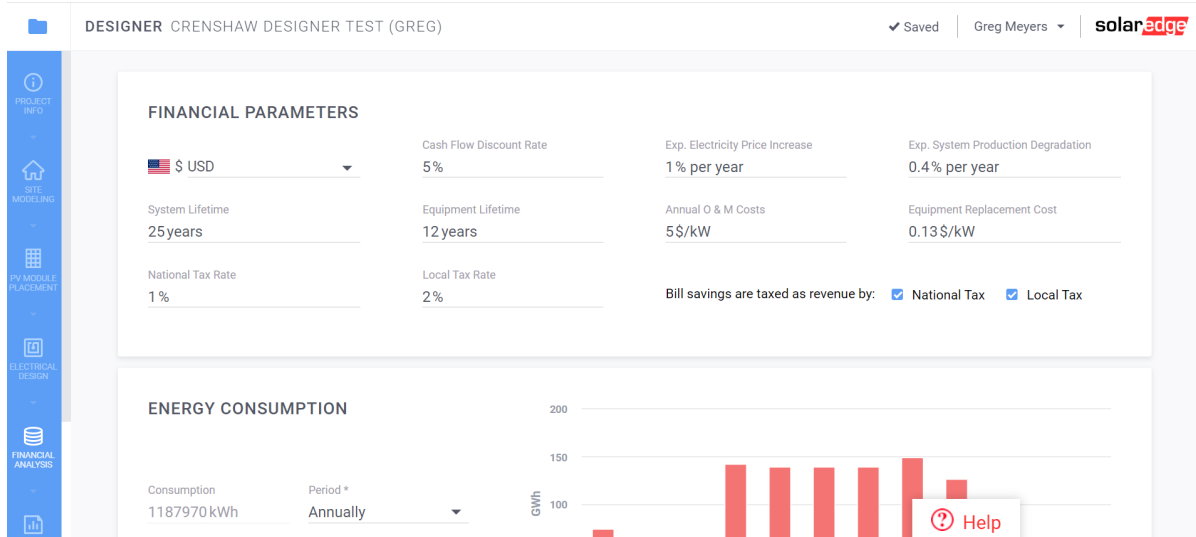 DESIGNER CRENSHAW DESIGNER TEST (GREG)
Saved
Greg Meyers
solaredge
PROJECT
INFO
SITE
MODELING
PV MODULE
PLACEMENT
ELECTRICAL
DESIGN
FINANCIAL
ANALYSIS
FINANCIAL PARAMETERS
$ USD
Cash Flow Discount Rate
5%
Exp. Electricity Price Increase
1% per year
Exp. System Production Degradation
0.4% per year
System Lifetime
25 years
Equipment Lifetime
12 years
Annual O & M Costs
5$/kW
Equipment Replacement Cost
0.13$/kW
National Tax Rate
1%
Local Tax Rate
2%
Bill savings are taxed as revenue by: National Tax Local Tax
ENERGY CONSUMPTION
Consumption
1187970 kWh
Period *
Annually
GWh
200
150
100
Help